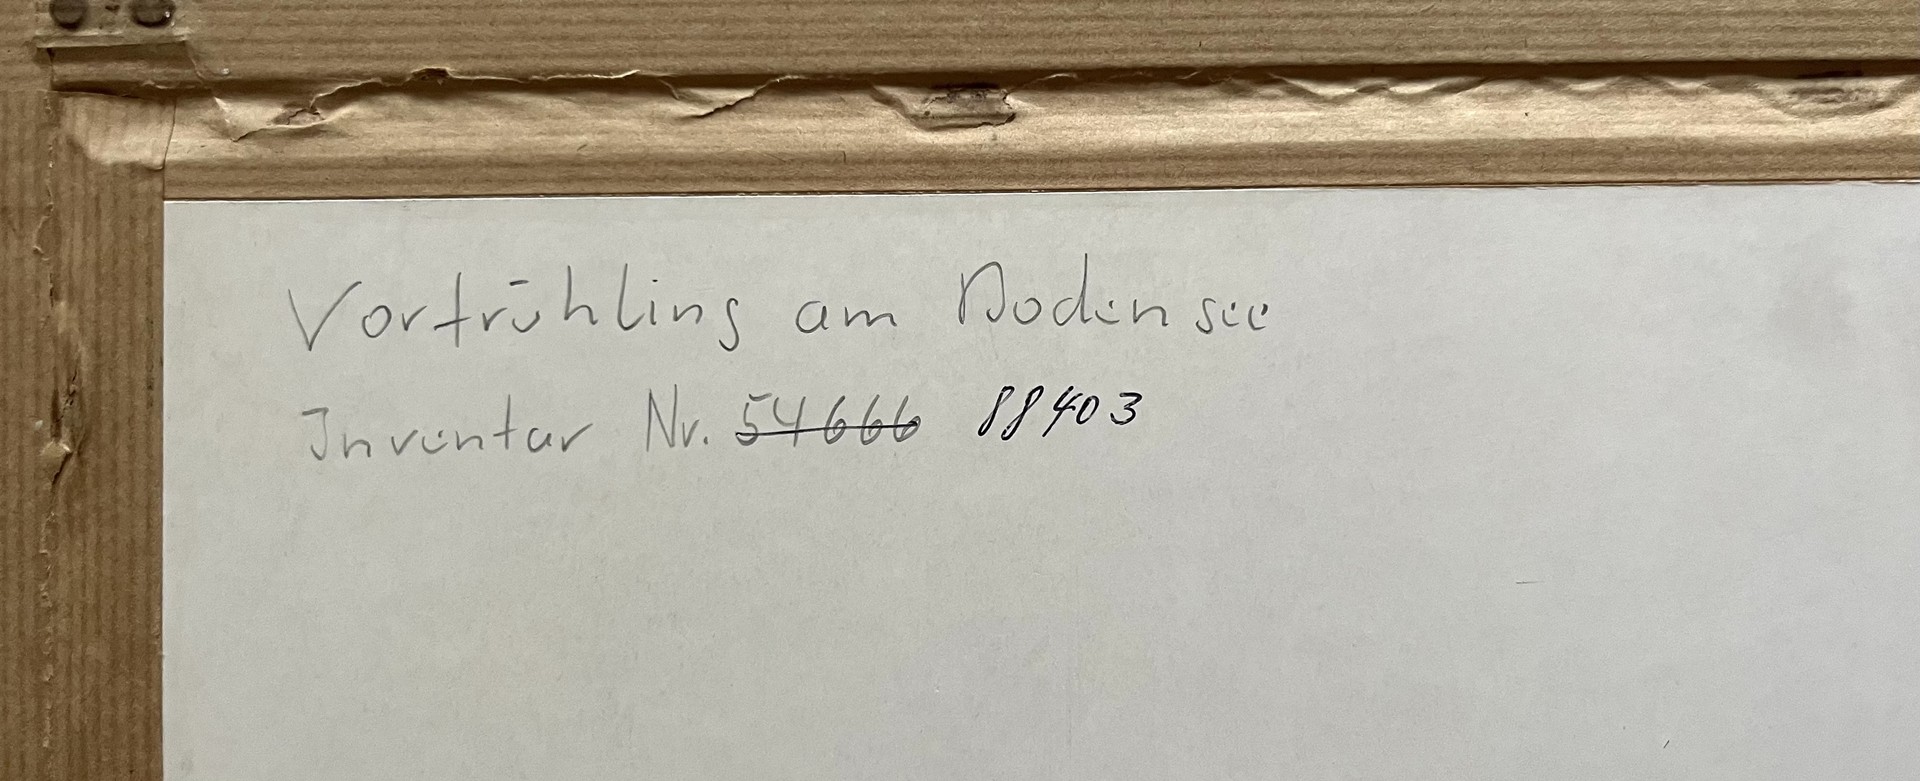 Vorfrühling am Bodensee
Inventar Nr. 54666 88403